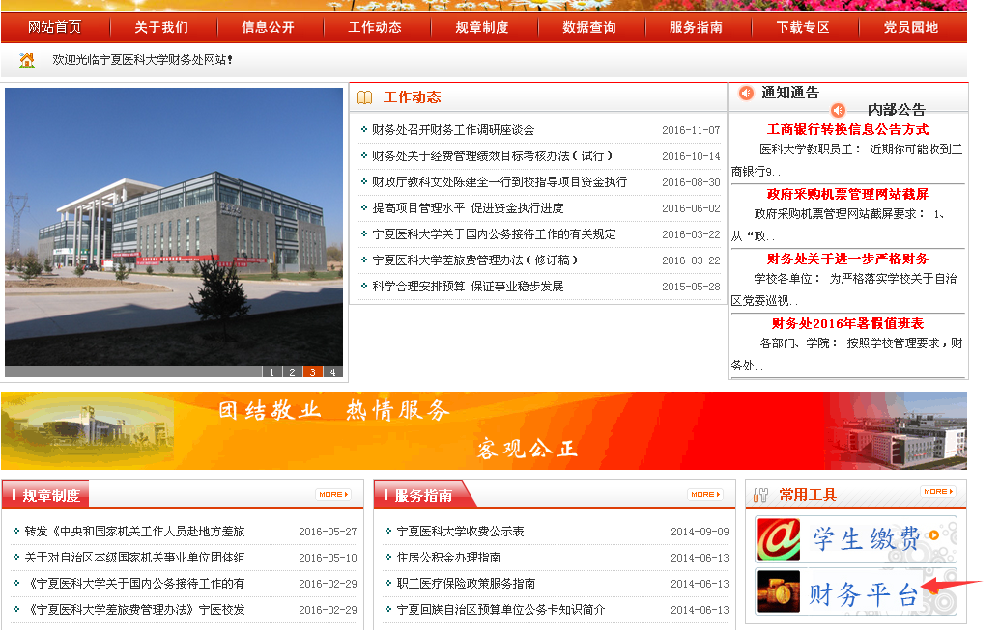 网站首页 关于我们 信息公开 工作动态 规章制度 数据查询 服务指南 下载专区 党员园地
欢迎光临宁夏医科大学财务处网站！
1 2 3 4
工作动态
财务处召开财务工作调研座谈会 2016-11-07
财务处关于经费管理绩效目标考核办法（试行） 2016-10-14
财政厅教科文处陈建全一行到校指导项目资金执行 2016-08-30
提高项目管理水平 促进资金执行进度 2016-06-02
宁夏医科大学关于国内公务接待工作的有关规定 2016-03-22
宁夏医科大学差旅费管理办法（修订稿） 2016-03-22
科学合理安排预算 保证事业稳步发展 2015-05-28
通知通告
内部公告
工商银行转换信息公告方式
医科大学教职员工： 近期你可能收到工
商银行9..
政府采购机票管理网站截屏
政府采购机票管理网站截屏要求： 1、
从“政..
财务处关于进一步严格财务
学校各单位： 为严格落实学校关于自治
区党委巡视..
财务处2016年暑假值班表
各部门、学院： 按照学校管理要求，财
务处..
团结敬业 热情服务
客观公正
规章制度 MORE
转发《中央和国家机关工作人员赴地方差旅 2016-05-27
关于对自治区本级国家机关事业单位团体组 2016-05-10
《宁夏医科大学关于国内公务接待工作的有 2016-02-29
《宁夏医科大学差旅费管理办法》宁医校发 2016-02-29
服务指南 MORE
宁夏医科大学收费公示表 2014-09-09
住房公积金办理指南 2014-06-13
职工医疗保险政策服务指南 2014-06-13
宁夏回族自治区预算单位公务卡知识简介 2014-06-13
常用工具 MORE
@ 学生缴费
财务平台